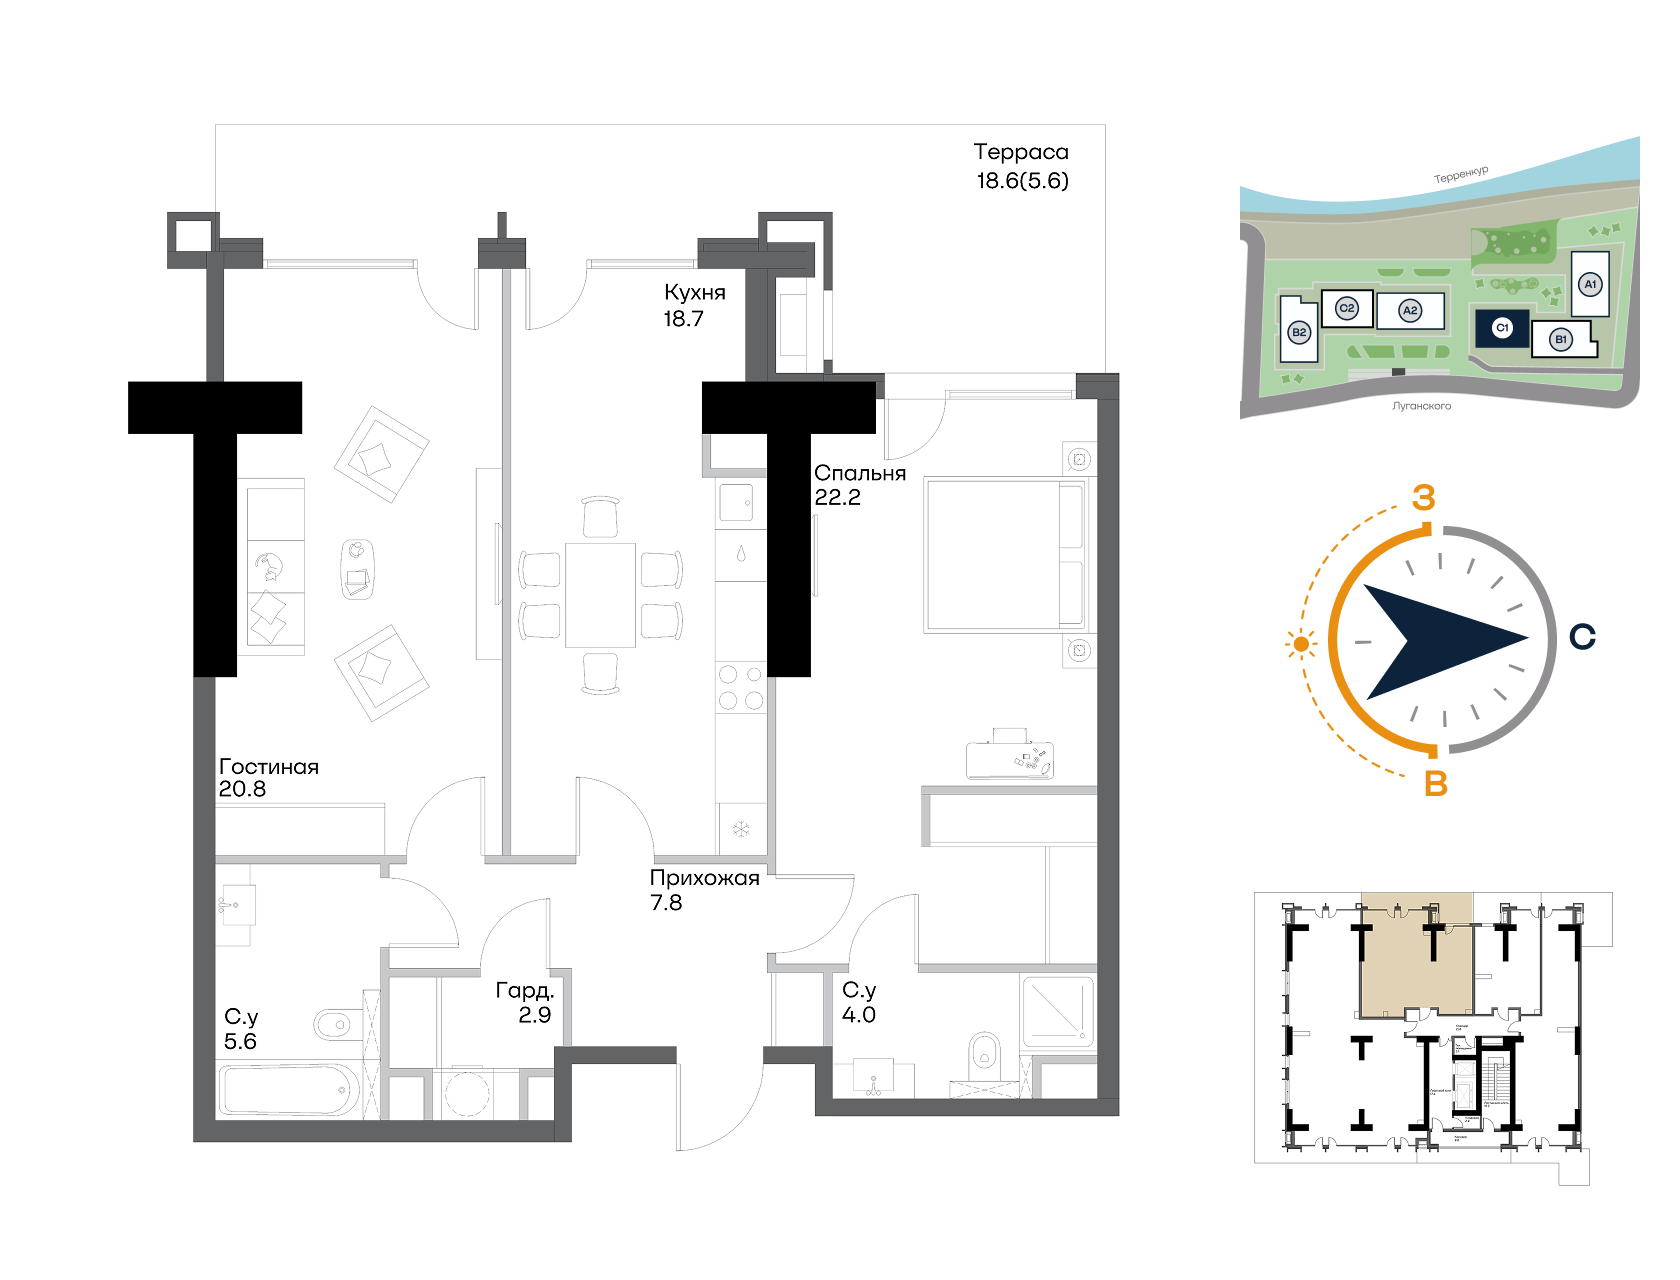 Терраса
18.6(5.6)
Кухня
18.7
Спальня
22.2
Гостиная
20.8
Прихожая
7.8
Гард.
2.9
С.у
5.6
С.у
4.0
Терренкур
A1
C2
A2
B2
C1
B1
Луганского
З
С
В